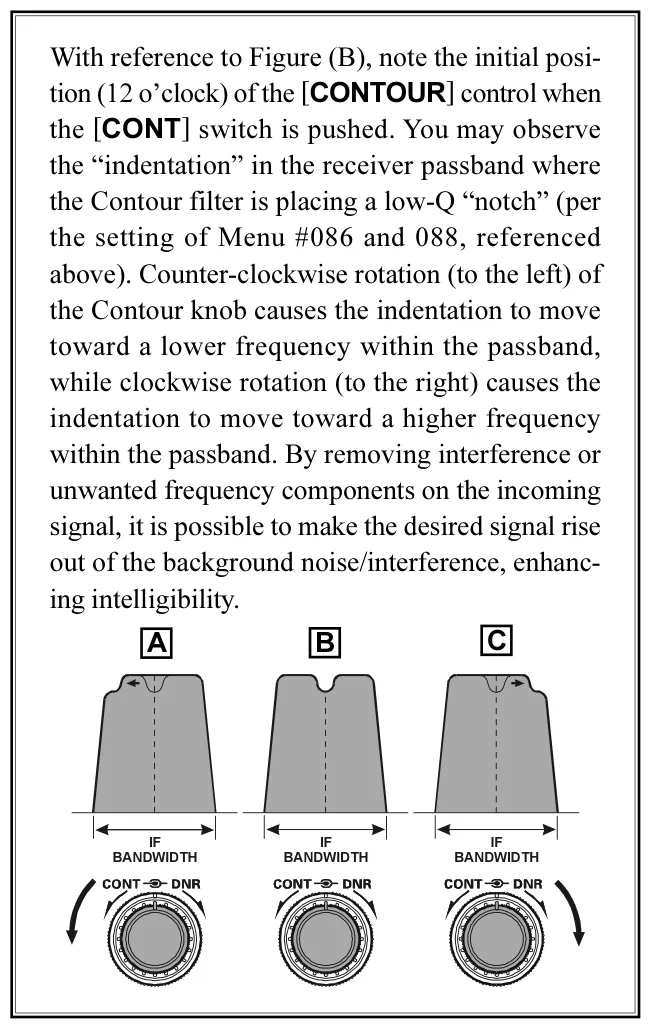 With reference to Figure (B), note the initial posi-
tion (12 o’clock) of the [CONTOUR] control when
the [CONT] switch is pushed. You may observe
the “indentation” in the receiver passband where
the Contour filter is placing a low-Q “notch” (per
the setting of Menu #086 and 088, referenced
above). Counter-clockwise rotation (to the left) of
the Contour knob causes the indentation to move
toward a lower frequency within the passband,
while clockwise rotation (to the right) causes the
indentation to move toward a higher frequency
within the passband. By removing interference or
unwanted frequency components on the incoming
signal, it is possible to make the desired signal rise
out of the background noise/interference, enhanc-
ing intelligibility.
A
B
C
IF
BANDWIDTH
IF
BANDWIDTH
IF
BANDWIDTH
CONT DNR
CONT DNR
CONT DNR